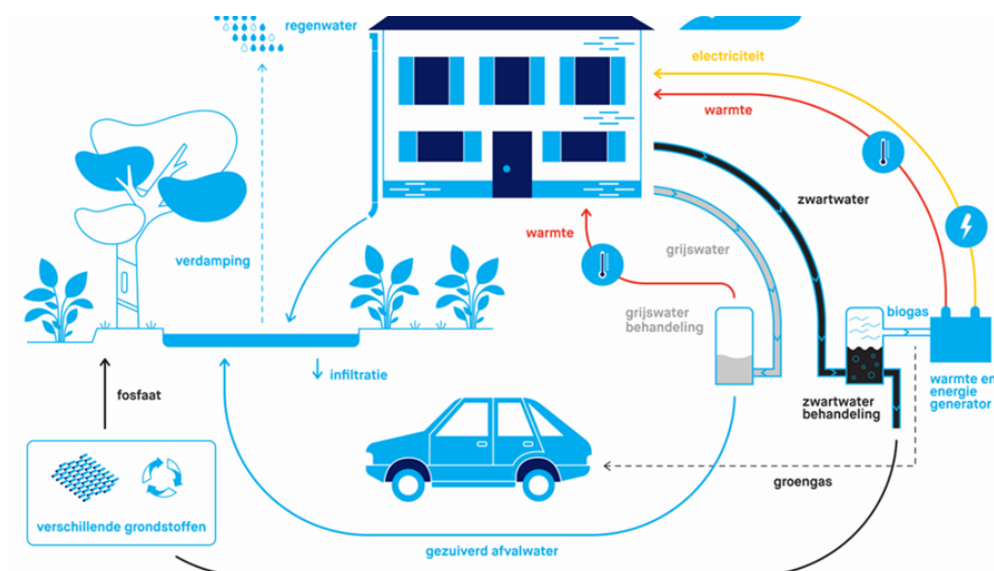 regenwater
electriciteit
warmte
zwartwater
warmte
grijswater
verdamping
biogas
grijswater
behandeling
infiltratie
warmte en
energie
generator
fosfaat
zwartwater
behandeling
groengas
verschillende grondstoffen
gezuiverd afvalwater